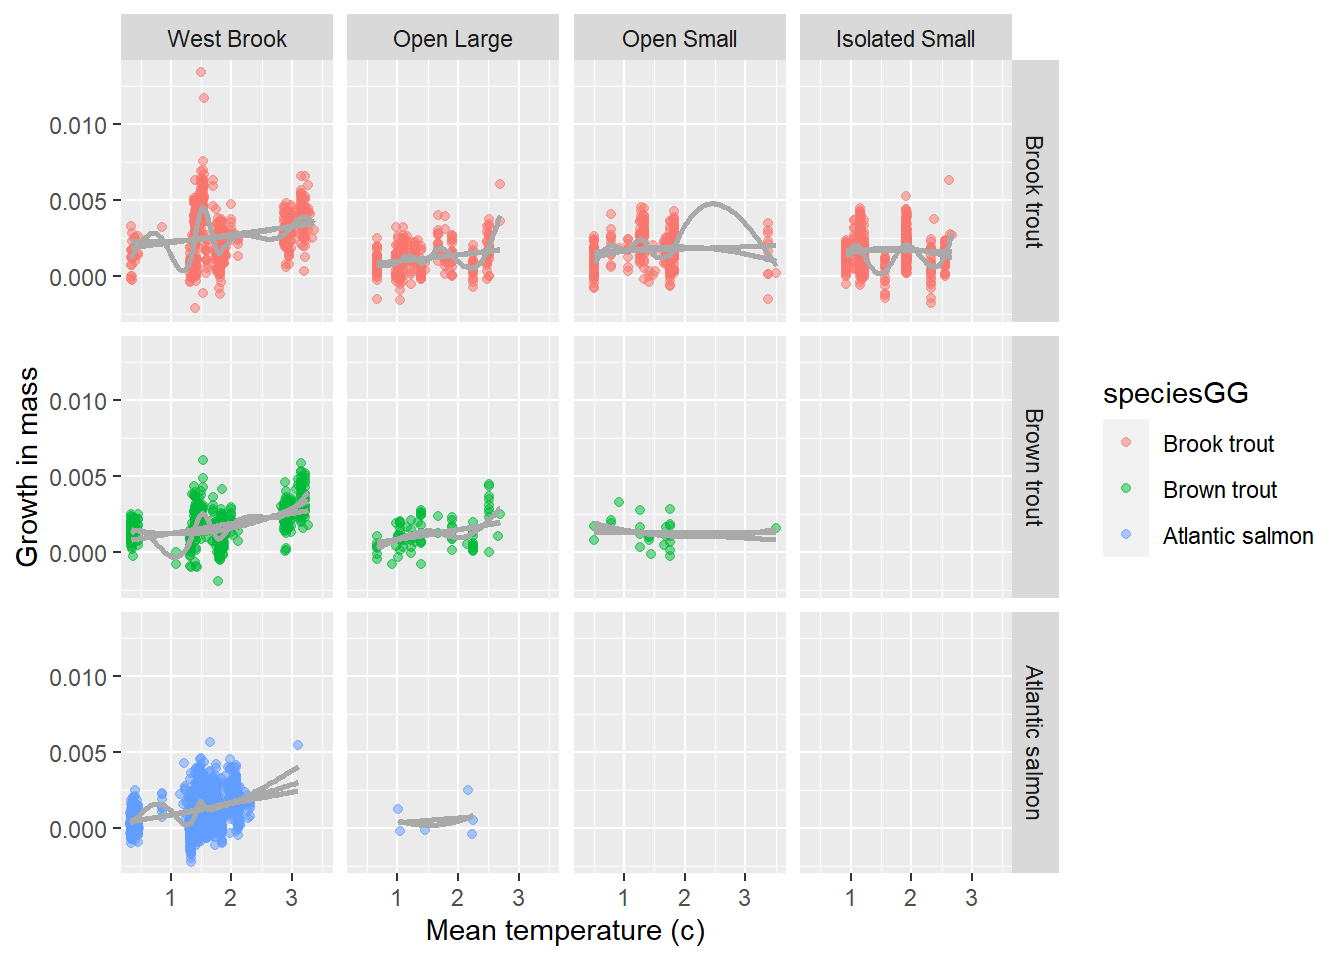 West Brook
Open Large
Open Small
Isolated Small
0.010
0.005
0.000
Brook trout
0.010
0.005
0.000
Brown trout
0.010
0.005
0.000
Atlantic salmon
Growth in mass
1 2 3
1 2 3
1 2 3
1 2 3
Mean temperature (c)
speciesGG
Brook trout
Brown trout
Atlantic salmon